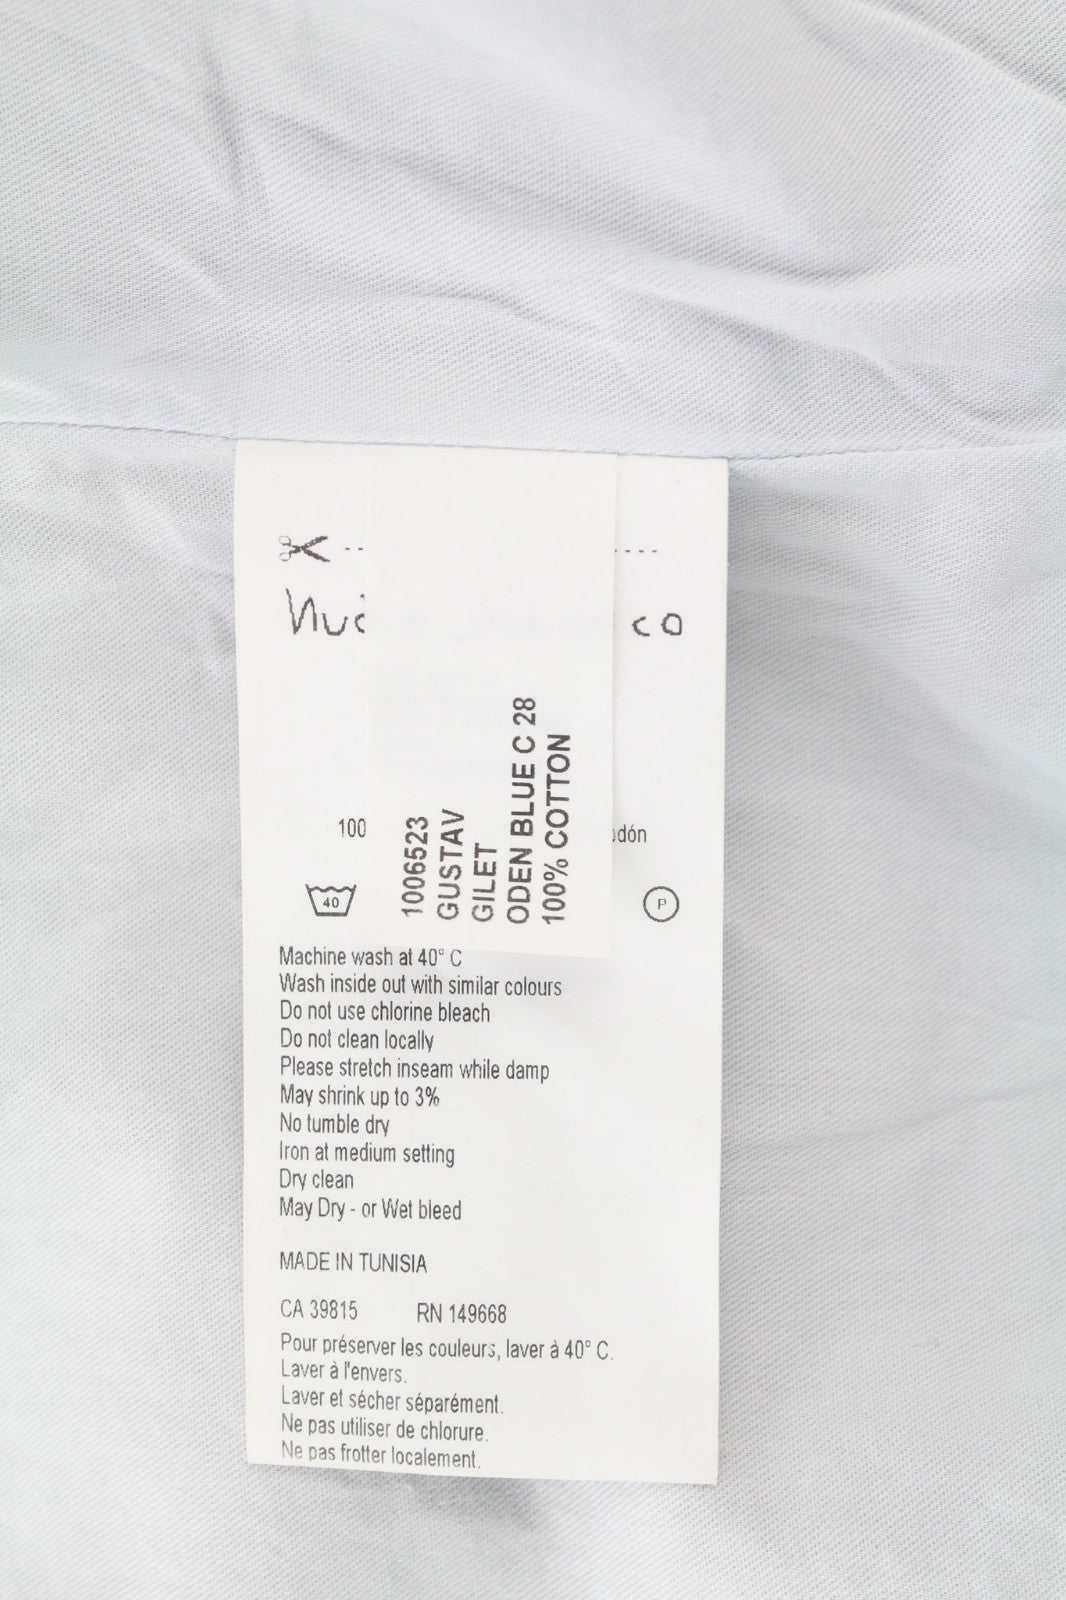 1006523
GUSTAV
GILET
ODEN BLUE C 28
100% COTTON
100
40
P
Machine wash at 40° C
Wash inside out with similar colours
Do not use chlorine bleach
Do not clean locally
Please stretch inseam while damp
May shrink up to 3%
No tumble dry
Iron at medium setting
Dry clean
May Dry - or Wet bleed
MADE IN TUNISIA
CA 39815 RN 149668
Pour préserver les couleurs, laver à 40° C.
Laver à l'envers.
Laver et sécher séparément.
Ne pas utiliser de chlorure.
Ne pas frotter localement.